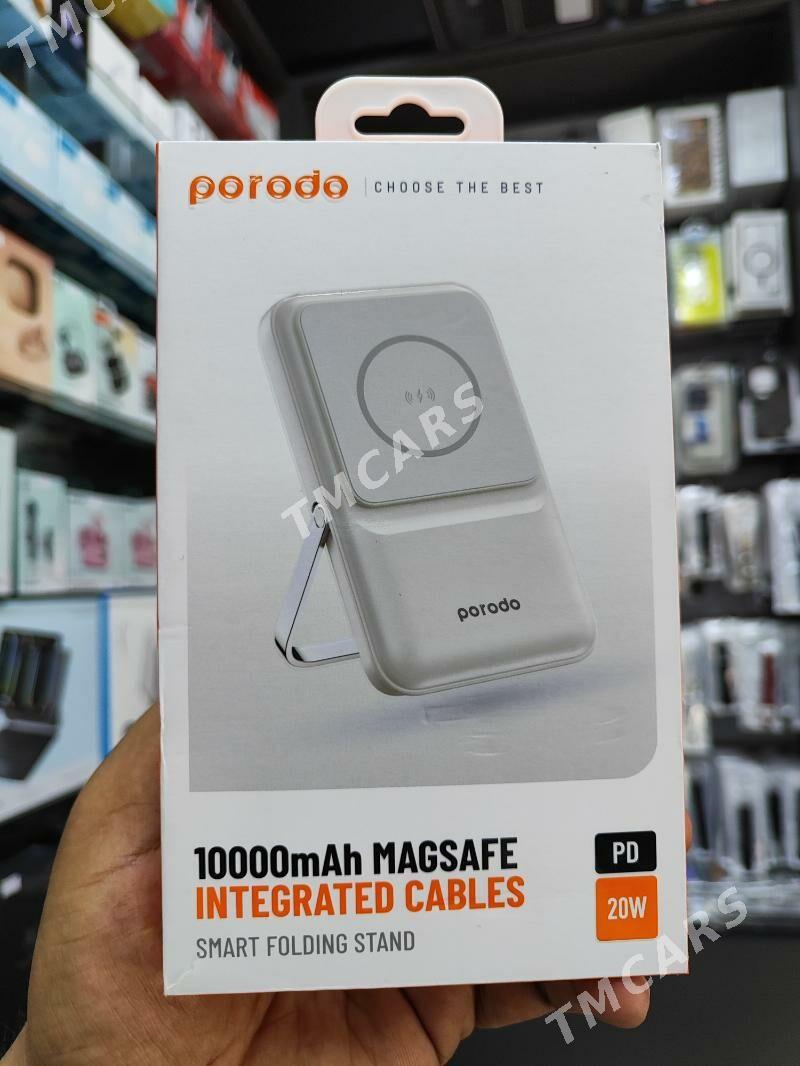 TMCARS
porodo | CHOOSE THE BEST
TMCARS
porodo
10000mAh MAGSAFE
PD
INTEGRATED CABLES
20W
SMART FOLDING STAND
TMCARS